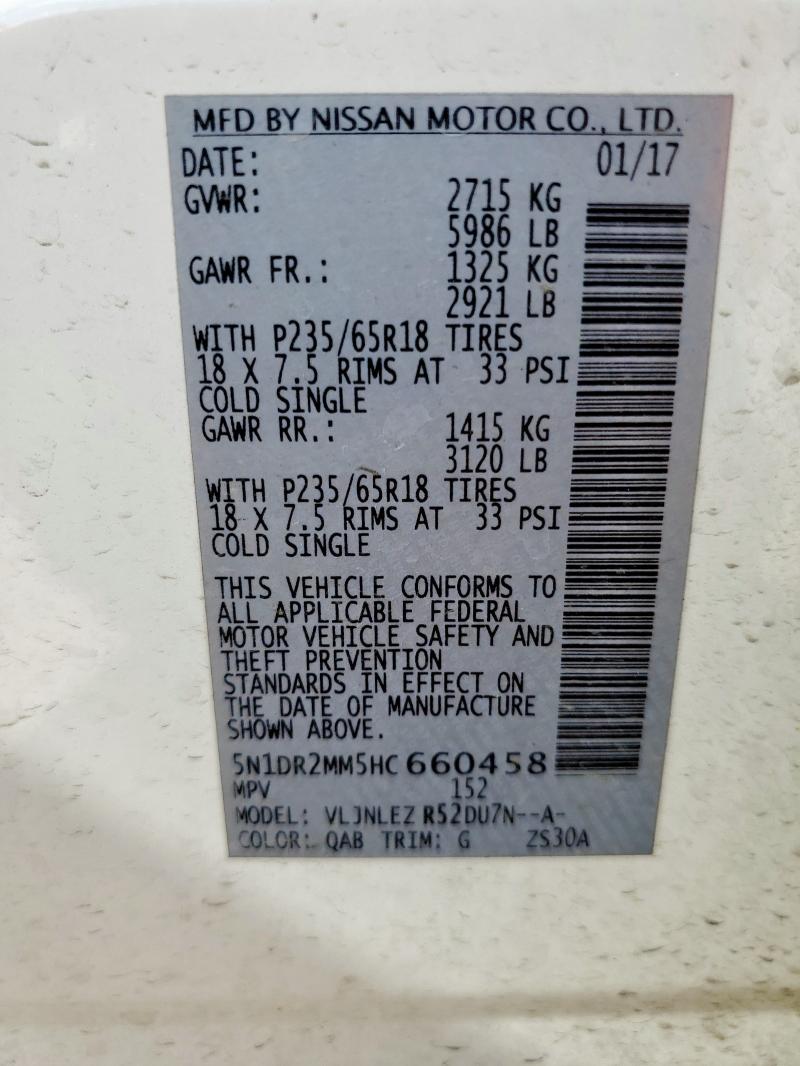 MFD BY NISSAN MOTOR CO., LTD.
DATE: 01/17
GVWR: 2715 KG
5986 LB
GAWR FR.: 1325 KG
2921 LB
WITH P235/65R18 TIRES
18 X 7.5 RIMS AT 33 PSI
COLD SINGLE
GAWR RR.: 1415 KG
3120 LB
WITH P235/65R18 TIRES
18 X 7.5 RIMS AT 33 PSI
COLD SINGLE
THIS VEHICLE CONFORMS TO
ALL APPLICABLE FEDERAL
MOTOR VEHICLE SAFETY AND
THEFT PREVENTION
STANDARDS IN EFFECT ON
THE DATE OF MANUFACTURE
SHOWN ABOVE.
5N1DR2MM5HC660458
MPV 152
MODEL: VLJNLEZ R52DU7N--A-
COLOR: QAB TRIM: G ZS30A